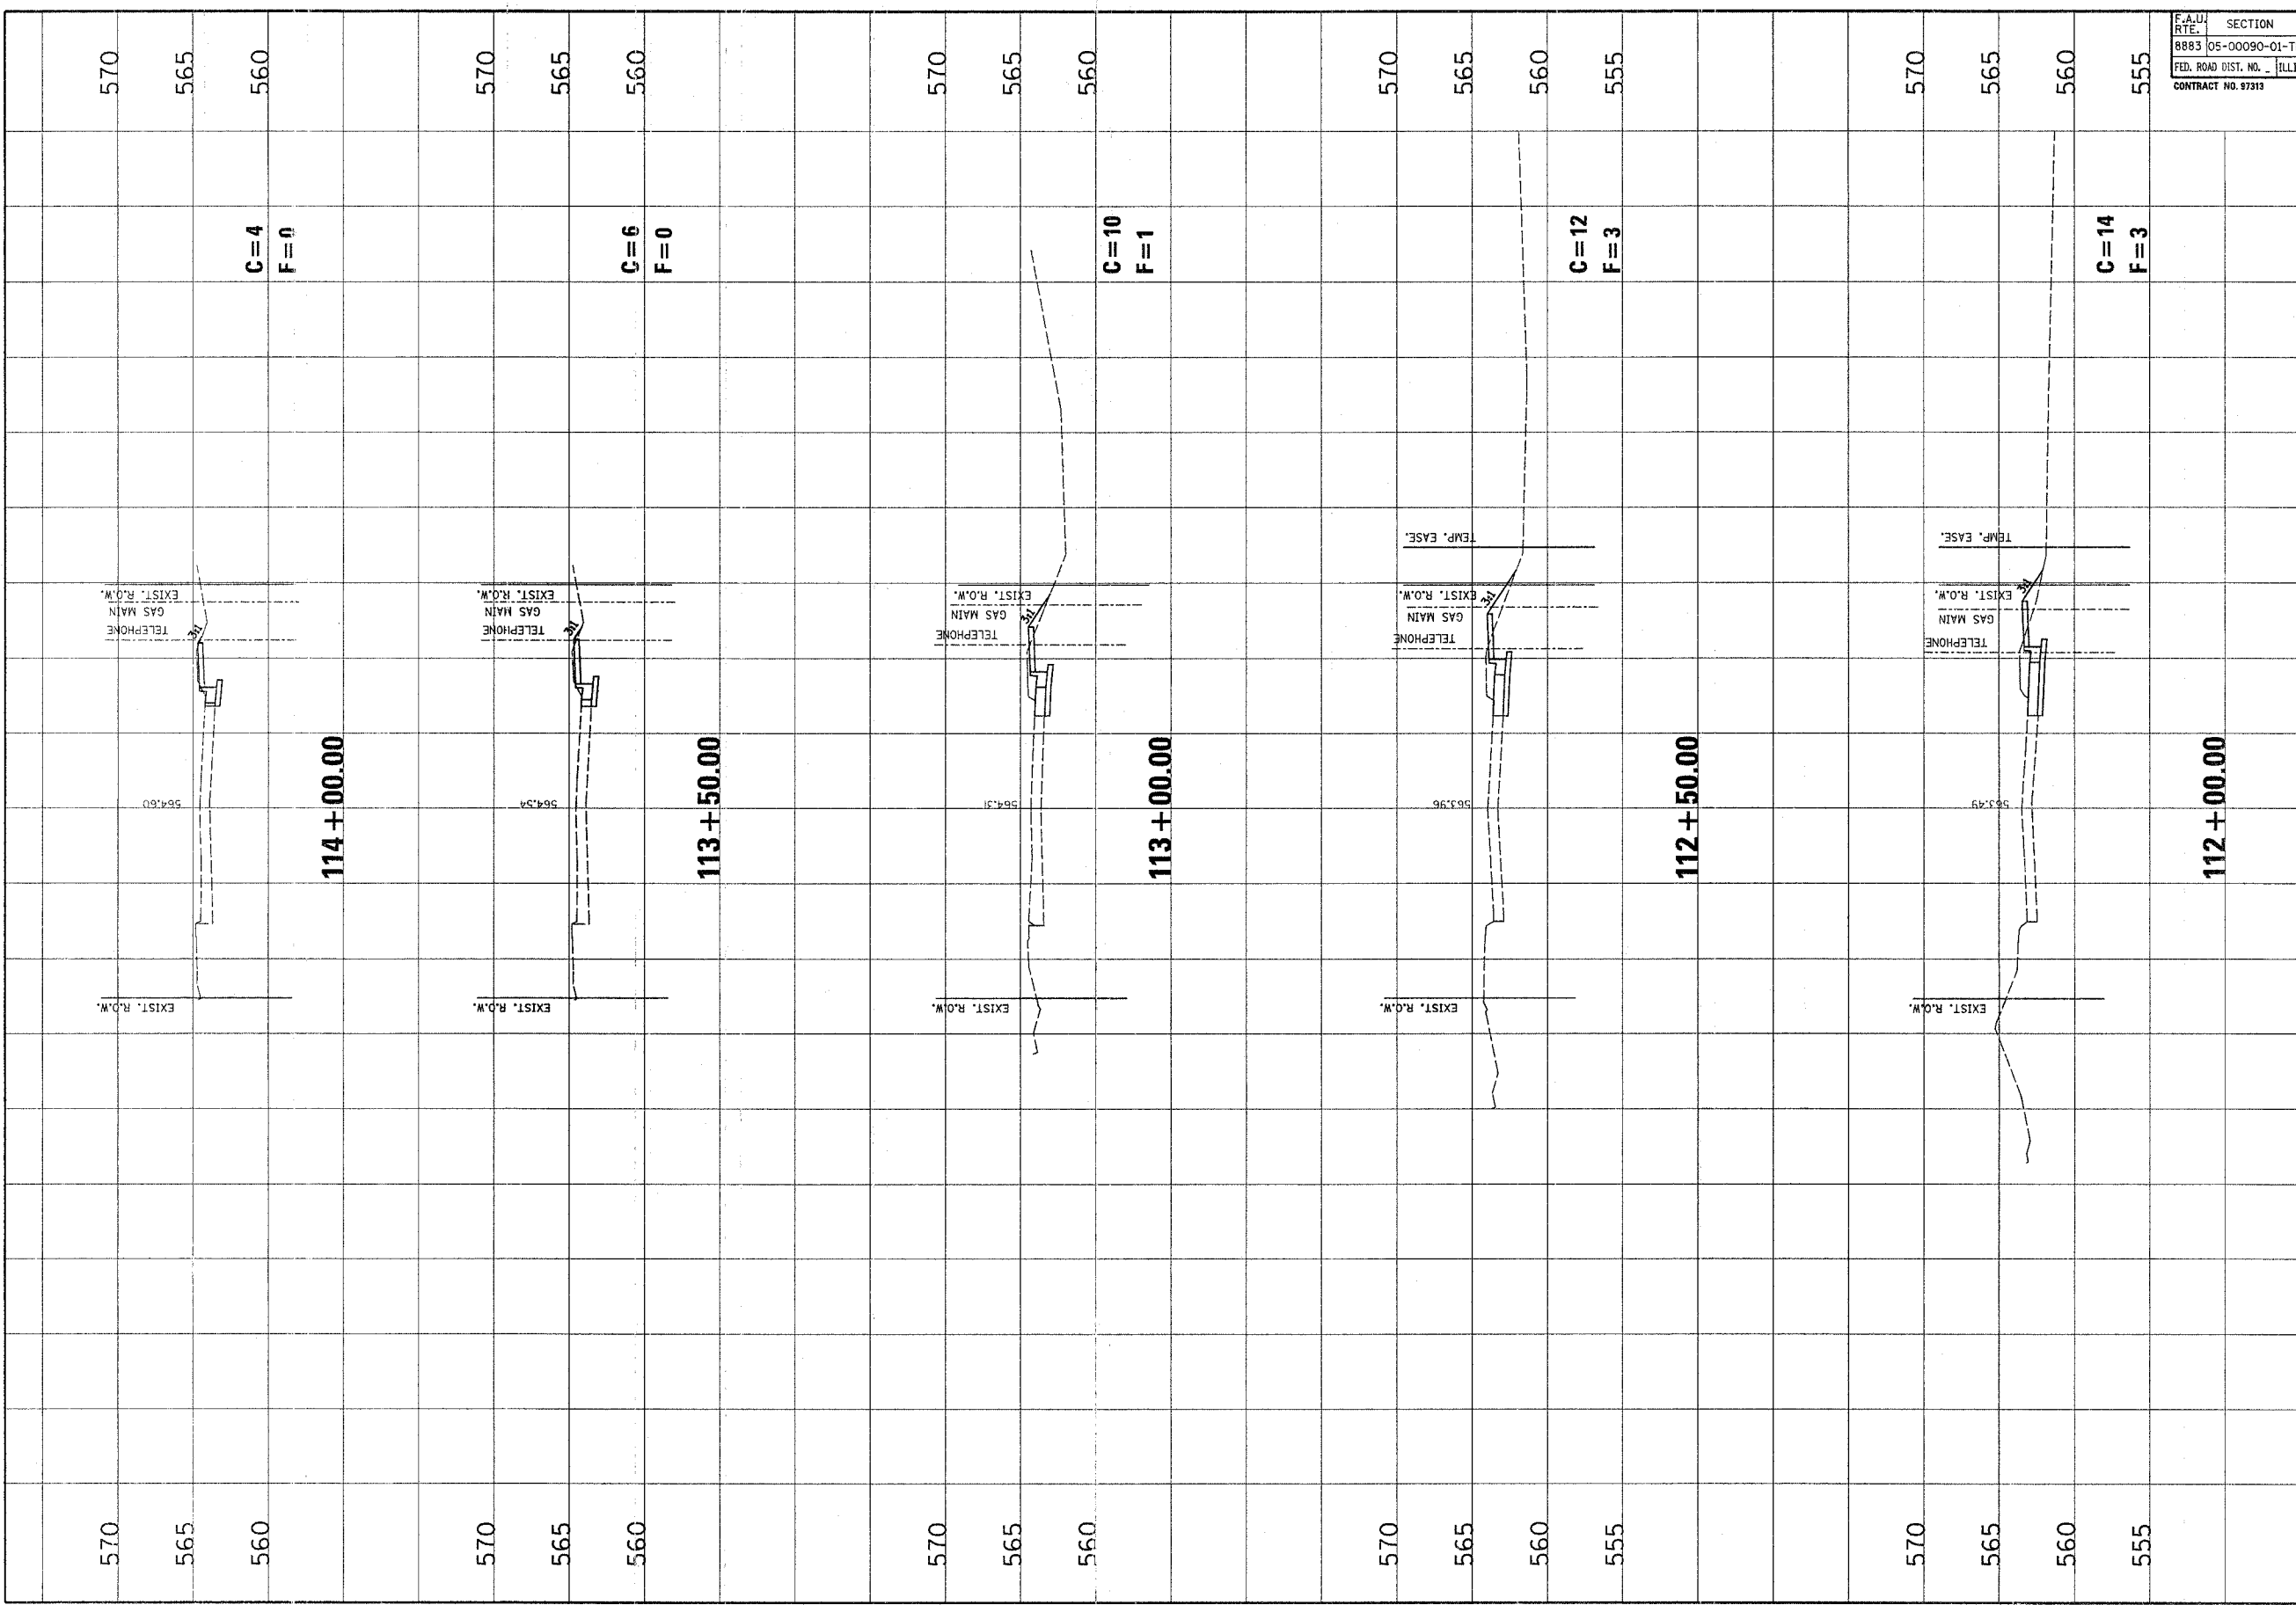 F.A.U. RTE. SECTION
8883 05-00090-01-T
FED. ROAD DIST. NO. _ ILLI
CONTRACT NO. 97313
570
565
560
C=4
F=0
EXIST. R.O.W.
GAS MAIN
TELEPHONE
3:1
564.60
114+00.00
EXIST. R.O.W.
570
565
560
570
565
560
C=6
F=0
EXIST. R.O.W.
GAS MAIN
TELEPHONE
3:1
564.54
113+50.00
EXIST. R.O.W.
570
565
560
570
565
560
C=10
F=1
EXIST. R.O.W.
GAS MAIN
TELEPHONE
3:1
564.31
113+00.00
EXIST. R.O.W.
570
565
560
570
565
560
555
C=12
F=3
TEMP. EASE.
EXIST. R.O.W.
GAS MAIN
TELEPHONE
3:1
563.96
112+50.00
EXIST. R.O.W.
570
565
560
555
570
565
560
555
C=14
F=3
TEMP. EASE.
EXIST. R.O.W.
GAS MAIN
TELEPHONE
3:1
563.49
112+00.00
EXIST. R.O.W.
570
565
560
555